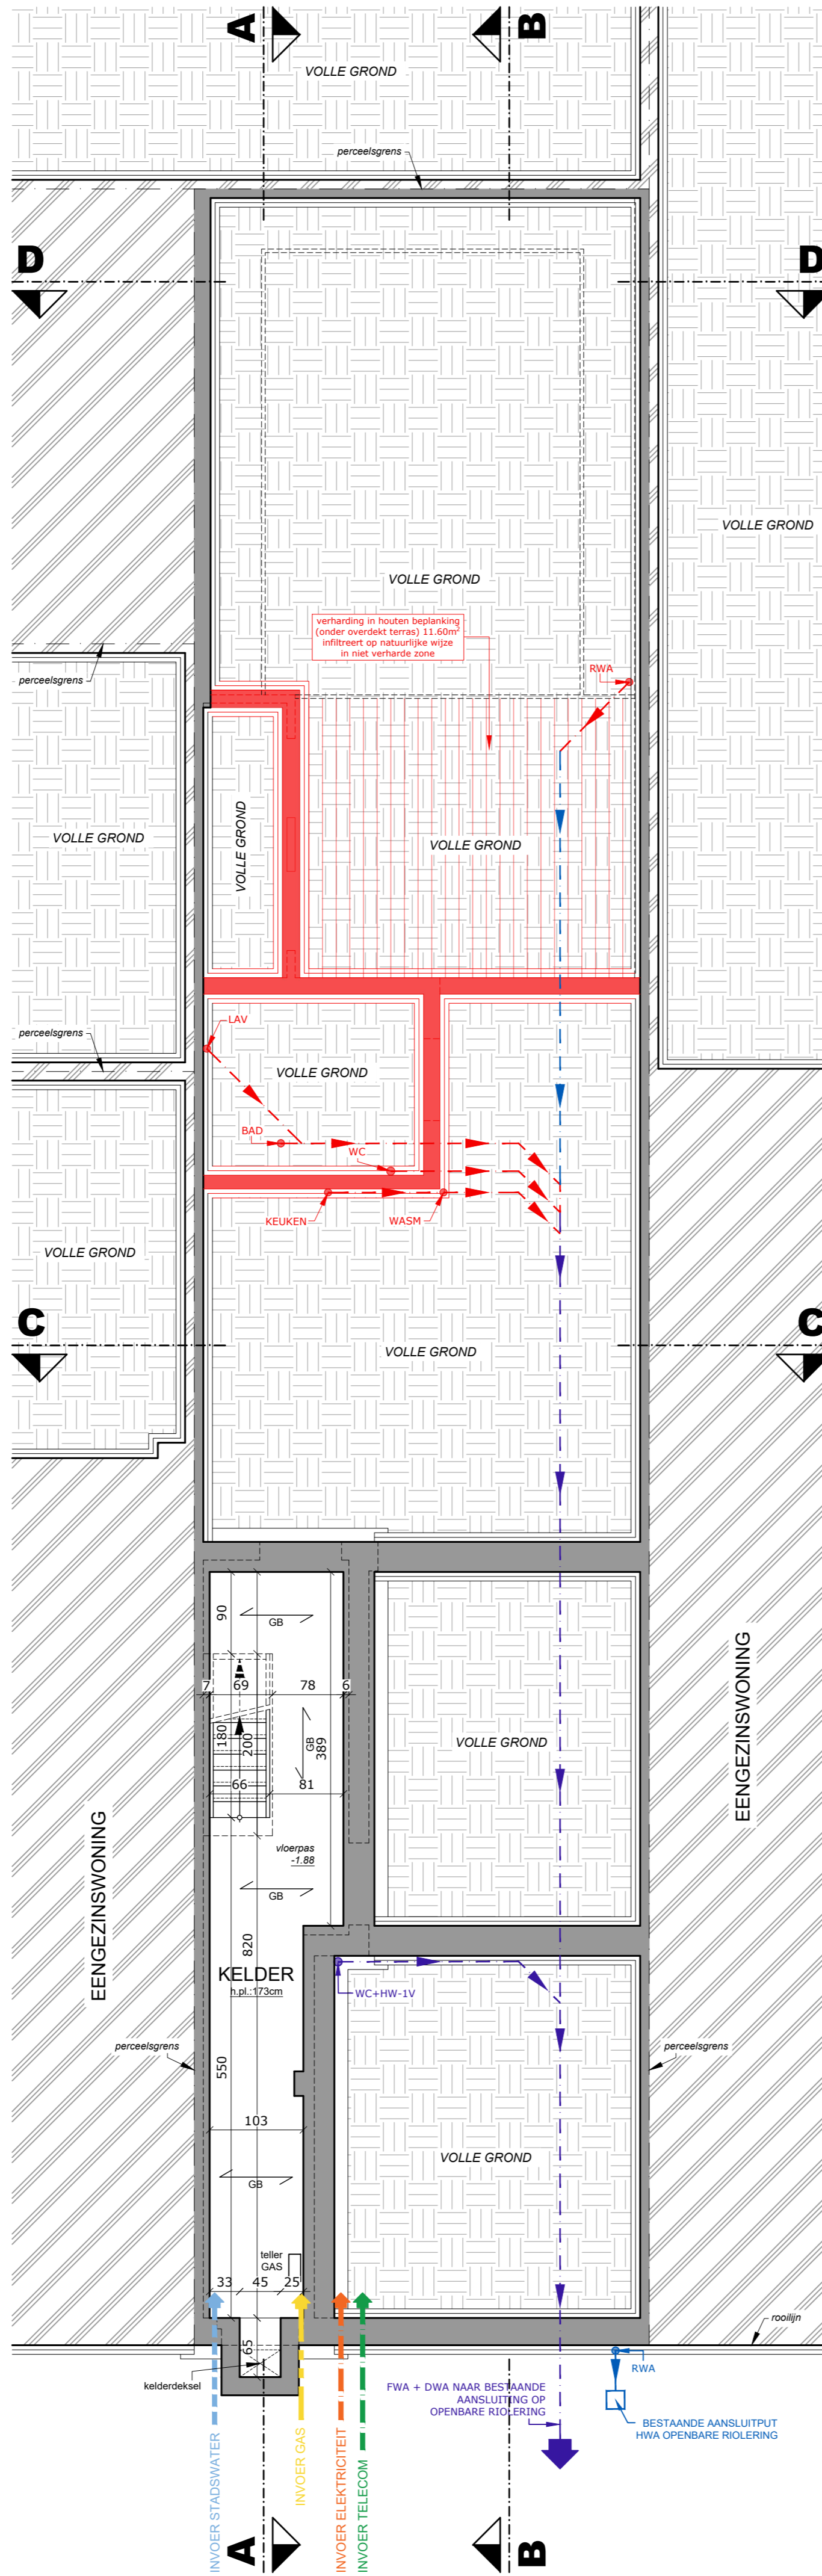 A
B
VOLLE GROND
perceelsgrens
D
D
VOLLE GROND
VOLLE GROND
verharding in houten beplanking
(onder overdekt terras) 11.60m²
infiltreert op natuurlijke wijze
in niet verharde zone
RWA
perceelsgrens
VOLLE GROND
VOLLE GROND
VOLLE GROND
perceelsgrens
LAV
VOLLE GROND
BAD
WC
KEUKEN
WASM
VOLLE GROND
C
C
VOLLE GROND
90
GB
7
69
78
6
180
200
GB
389
66
81
VOLLE GROND
EENGEZINSWONING
EENGEZINSWONING
vloerpas
-1.88
GB
820
KELDER
h.pl.:173cm
WC+HW-1V
perceelsgrens
perceelsgrens
550
103
VOLLE GROND
GB
teller
GAS
33
45
25
rooilijn
65
kelderdeksel
RWA
FWA + DWA NAAR BESTAANDE
AANSLUITING OP
OPENBARE RIOLERING
BESTAANDE AANSLUITPUT
HWA OPENBARE RIOLERING
INVOER STADSWATER
INVOER GAS
INVOER ELEKTRICITEIT
INVOER TELECOM
A
B